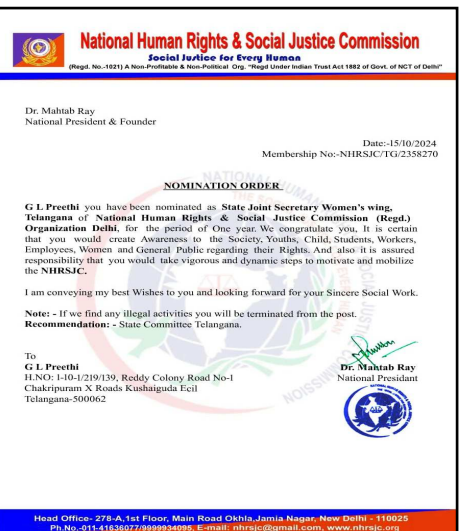 National Human Rights & Social Justice Commission
Social Justice for Every Human
(Regd. No.-1021) A Non-Profitable & Non-Political Org. "Regd Under Indian Trust Act 1882 of Govt. of NCT of Delhi"
Dr. Mahtab Ray
National President & Founder
Date:-15/10/2024
Membership No:-NHRSJC/TG/2358270
NOMINATION ORDER
G L Preethi you have been nominated as State Joint Secretary Women's wing,
Telangana of National Human Rights & Social Justice Commission (Regd.)
Organization Delhi, for the period of One year. We congratulate you, It is certain
that you would create Awareness to the Society, Youths, Child, Students, Workers,
Employees, Women and General Public regarding their Rights. And also it is assured
responsibility that you would take vigorous and dynamic steps to motivate and mobilize
the NHRSJC.
I am conveying my best Wishes to you and looking forward for your Sincere Social Work.
Note: - If we find any illegal activities you will be terminated from the post.
Recommendation: - State Committee Telangana.
To
G L Preethi
H.NO: 1-10-1/219/139, Reddy Colony Road No-1
Chakripuram X Roads Kushaiguda Ecil
Telangana-500062
Dr. Mahtab Ray
National Presidant
Head Office- 278-A,1st Floor, Main Road Okhla,Jamia Nagar, New Delhi - 110025
Ph.No.-011-41636077/9999934095, E-mail: nhrsjc@gmail.com, www.nhrsjc.org